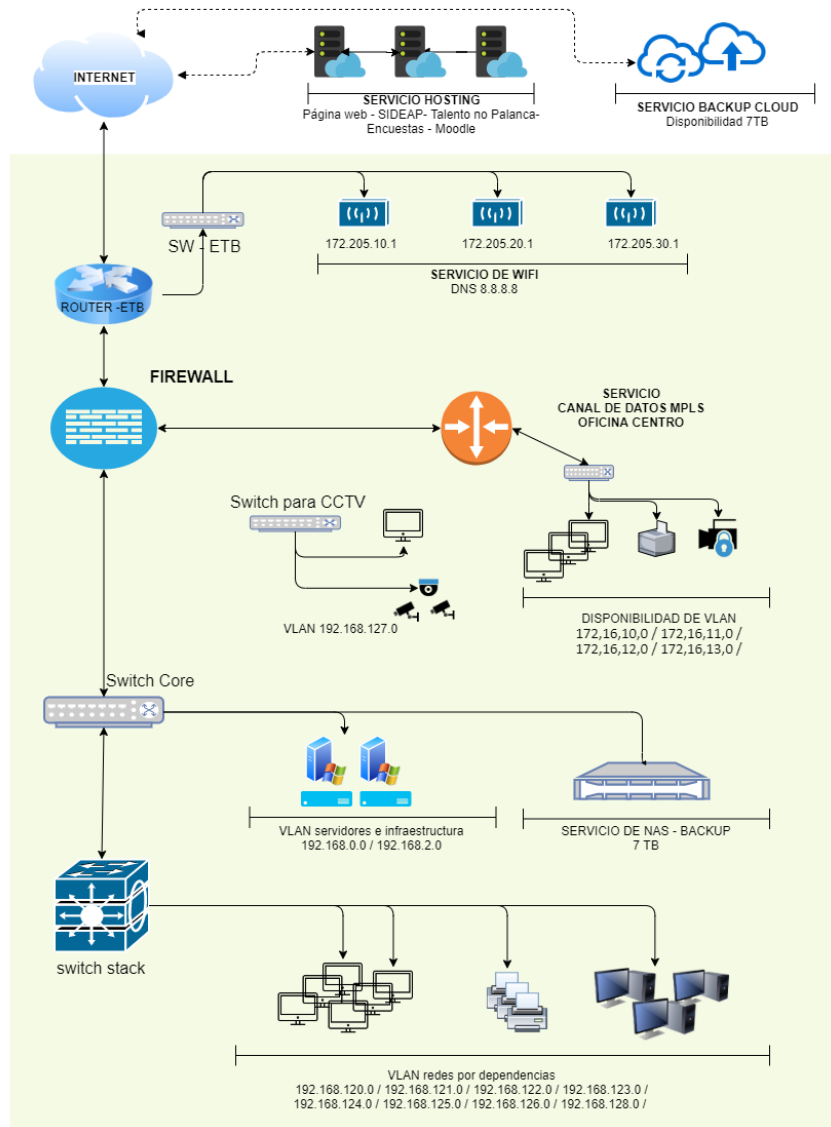 INTERNET
SERVICIO HOSTING
Página web - SIDEAP- Talento no Palanca-
Encuestas - Moodle
SERVICIO BACKUP CLOUD
Disponibilidad 7TB
SW - ETB
172.205.10.1
172.205.20.1
172.205.30.1
SERVICIO DE WIFI
DNS 8.8.8.8
ROUTER -ETB
FIREWALL
SERVICIO
CANAL DE DATOS MPLS
OFICINA CENTRO
Switch para CCTV
VLAN 192.168.127.0
DISPONIBILIDAD DE VLAN
172,16,10,0 / 172,16,11,0 /
172,16,12,0 / 172,16,13,0 /
Switch Core
VLAN servidores e infraestructura
192.168.0.0 / 192.168.2.0
SERVICIO DE NAS - BACKUP
7 TB
switch stack
VLAN redes por dependencias
192.168.120.0 / 192.168.121.0 / 192.168.122.0 / 192.168.123.0 /
192.168.124.0 / 192.168.125.0 / 192.168.126.0 / 192.168.128.0 /